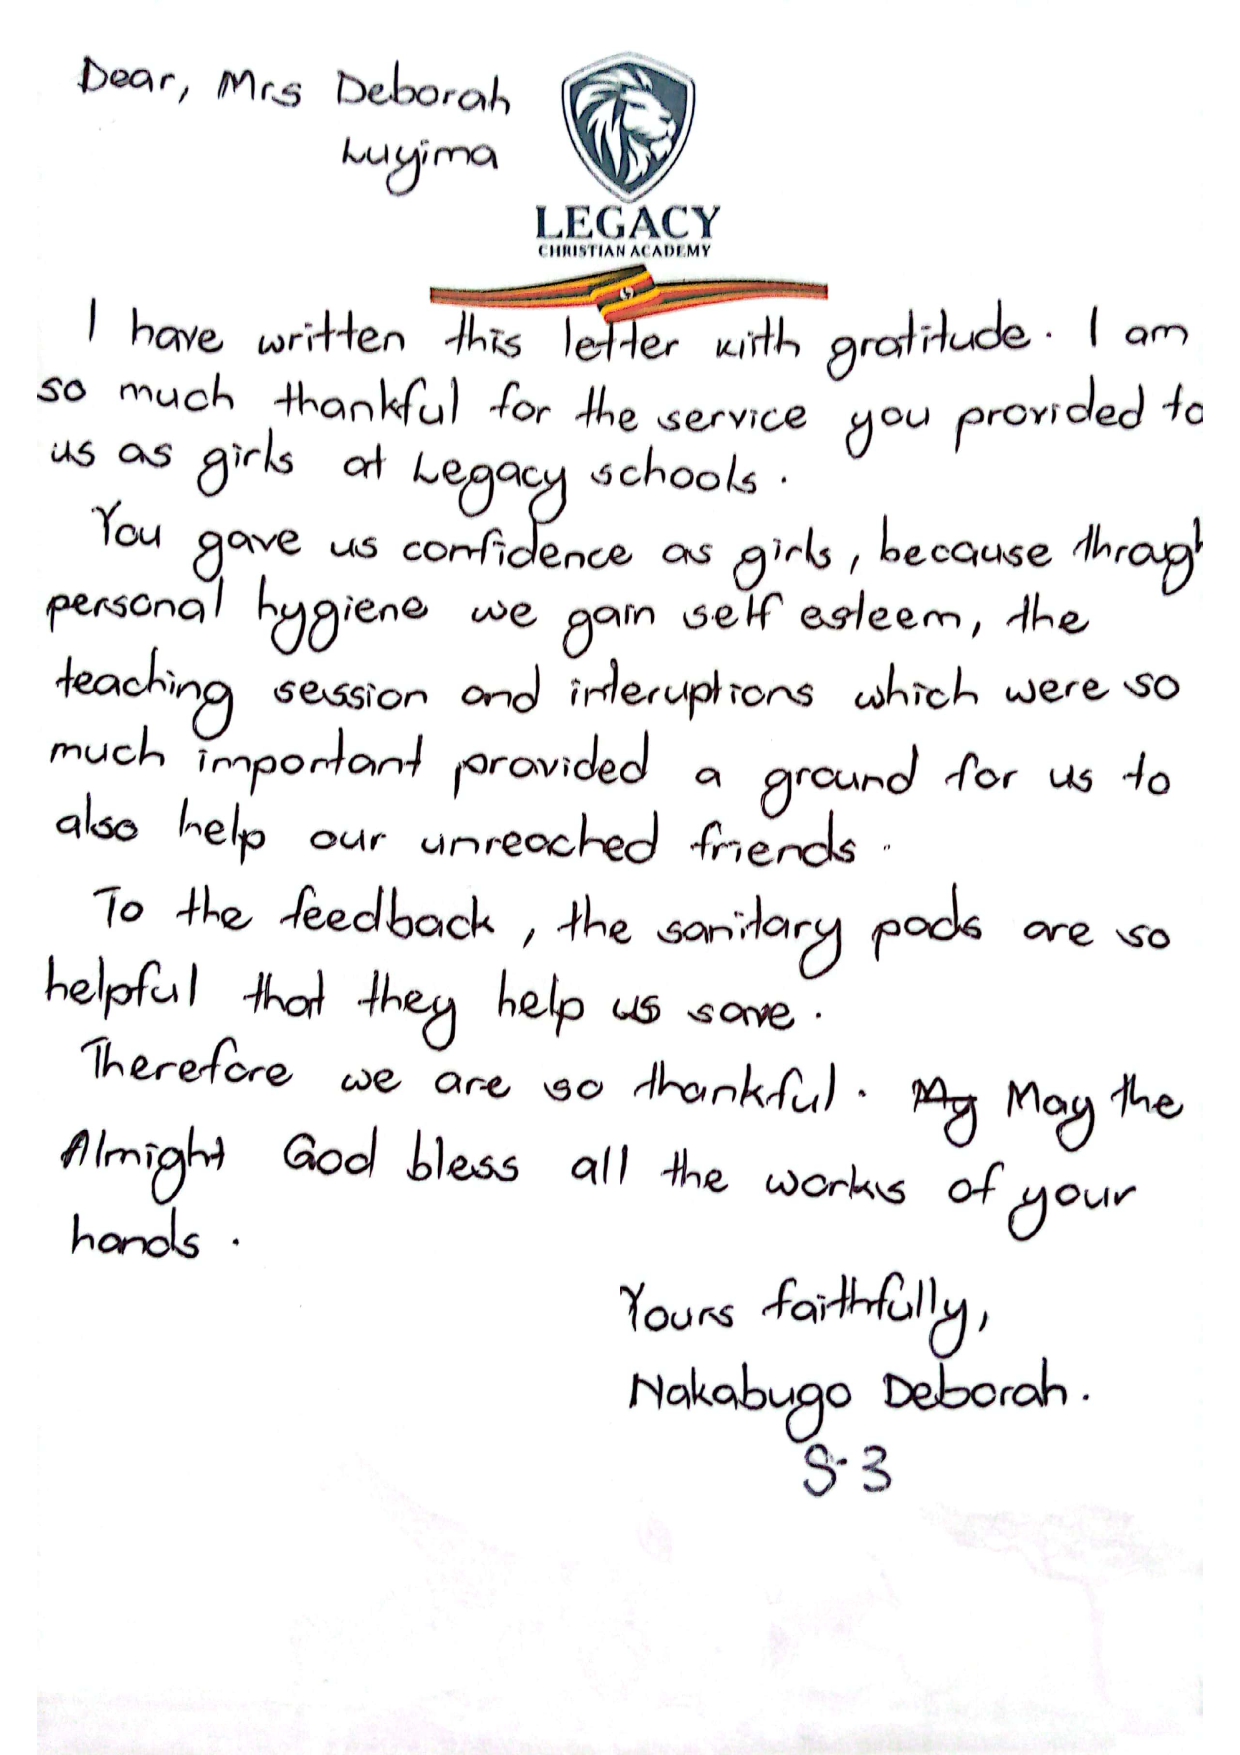 Dear, Mrs Deborah
Luyima
LEGACY
CHRISTIAN ACADEMY
I have written this letter with gratitude. I am
so much thankful for the service you provided to
us as girls at Legacy schools.
You gave us confidence as girls, because throug
personal hygiene we gain self esteem, the
teaching session and interuptions which were so
much important provided a ground for us to
also help our unreached friends.
To the feedback, the sanitary pads are so
helpful that they help us save.
Therefore we are so thankful. My May the
Almight God bless all the works of your
hands.
Yours faithfully,
Nakabugo Deborah.
S.3